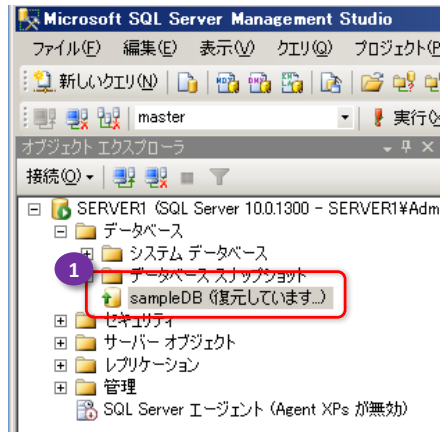 Microsoft SQL Server Management Studio
ファイル(F) 編集(E) 表示(V) クエリ(Q) プロジェクト(P
新しいクエリ(N)
master 実行(X
オブジェクト エクスプローラ
接続(O)
SERVER1 (SQL Server 10.0.1300 - SERVER1¥Adm
データベース
システム データベース
1
データベース スナップショット
sampleDB (復元しています...)
セキュリティ
サーバー オブジェクト
レプリケーション
管理
SQL Server エージェント (Agent XPs が無効)